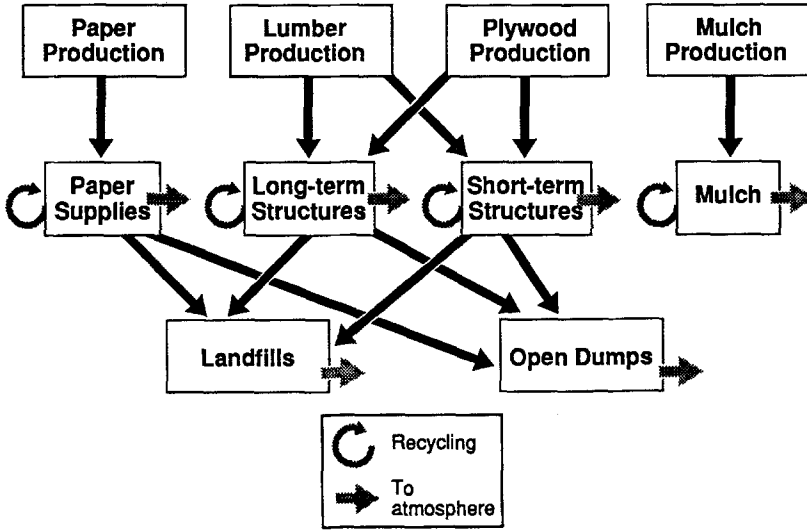 Paper
Production
Lumber
Production
Plywood
Production
Mulch
Production
Paper
Supplies
Long-term
Structures
Short-term
Structures
Mulch
Landfills
Open Dumps
Recycling
To
atmosphere